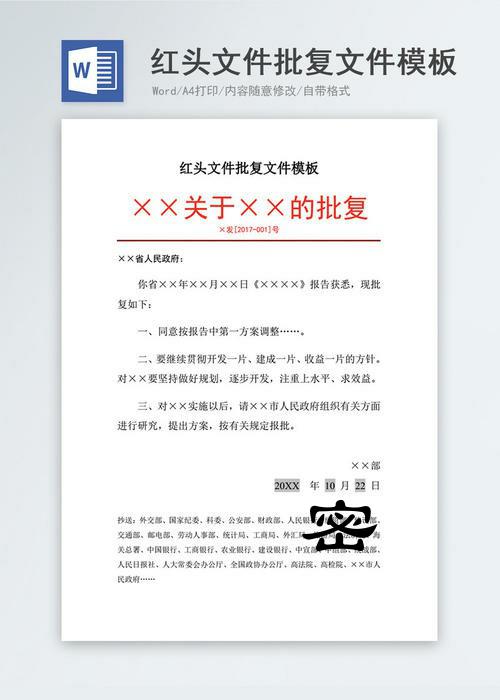 W
红头文件批复文件模板
Word/A4打印/内容随意修改/自带格式
红头文件批复文件模板
××关于××的批复
×发[2017-001]号
××省人民政府：
你省××年××月××日《××××》报告获悉，现批
复如下：
一、同意按报告中第一方案调整……。
二、要继续贯彻开发一片、建成一片、收益一片的方针。
对××要坚持做好规划，逐步开发，注重上水平、求效益。
三、对××实施以后，请××市人民政府组织有关方面
进行研究，提出方案，按有关规定报批。
××部
20XX 年 10 月 22 日
密
抄送：外交部、国家纪委、科委、公安部、财政部、人民银
交通部、邮电部、劳动人事部、统计局、工商局、外汇局
关总署、中国银行、工商银行、农业银行、建设银行、中宣部
人民日报社、人大常委会办公厅、全国政协办公厅、高法院、高检院、××市人
民政府……